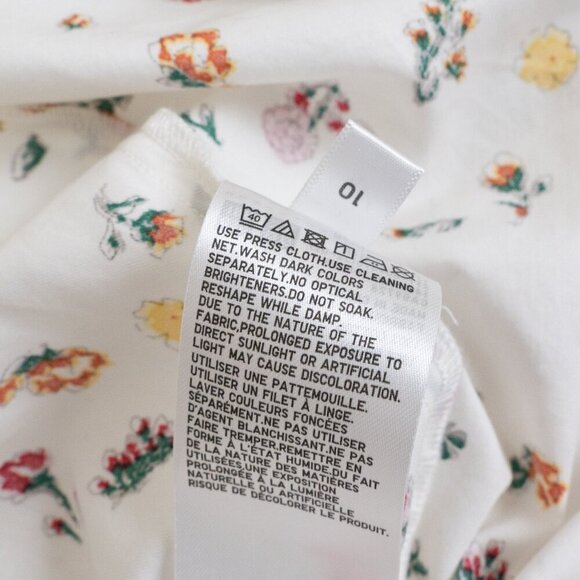 10
40
USE PRESS CLOTH.USE CLEANING
NET.WASH DARK COLORS
SEPARATELY.NO OPTICAL
BRIGHTENERS.DO NOT SOAK.
RESHAPE WHILE DAMP.
DUE TO THE NATURE OF THE
FABRIC,PROLONGED EXPOSURE TO
DIRECT SUNLIGHT OR ARTIFICIAL
LIGHT MAY CAUSE DISCOLORATION.
UTILISER UNE PATTEMOUILLE.
UTILISER UN FILET À LINGE.
LAVER COULEURS FONCÉES
SÉPARÉMENT.NE PAS UTILISER
D'AGENT BLANCHISSANT.NE PAS
FAIRE TREMPER.REMETTRE EN
FORME À L'ÉTAT HUMIDE.DU FAIT
DE LA NATURE DES MATIÈRES
UTILISÉES,UNE EXPOSITION
PROLONGÉE À LA LUMIÈRE
NATURELLE OU ARTIFICIELLE
RISQUE DE DÉCOLORER LE PRODUIT.